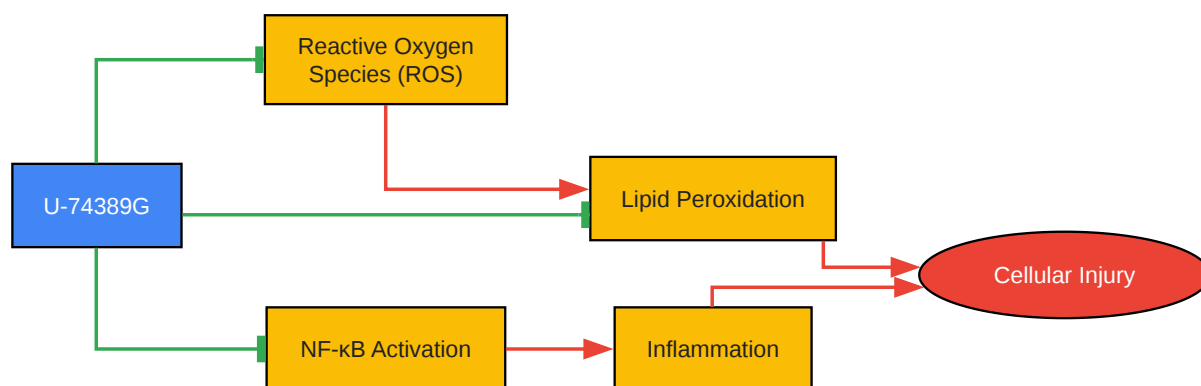 Reactive Oxygen
Species (ROS)
U-74389G
Lipid Peroxidation
Cellular Injury
NF-κB Activation
Inflammation